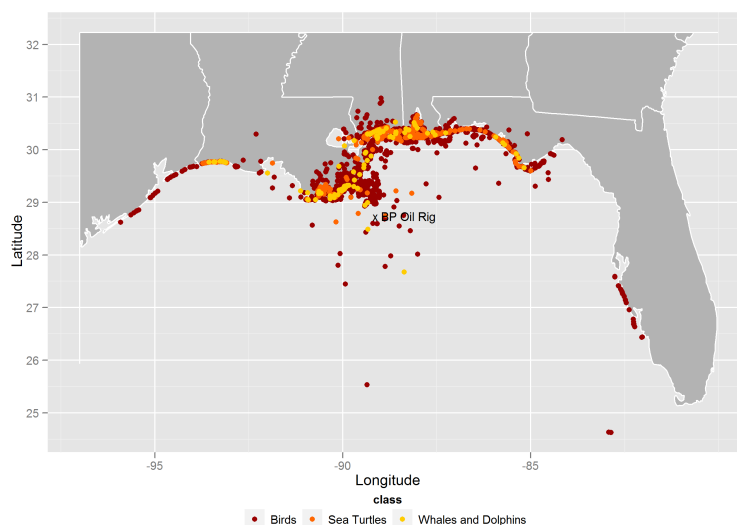 32
31
30
29
x BP Oil Rig
28
27
26
25
Latitude
-95 -90 -85
Longitude
class
Birds Sea Turtles Whales and Dolphins